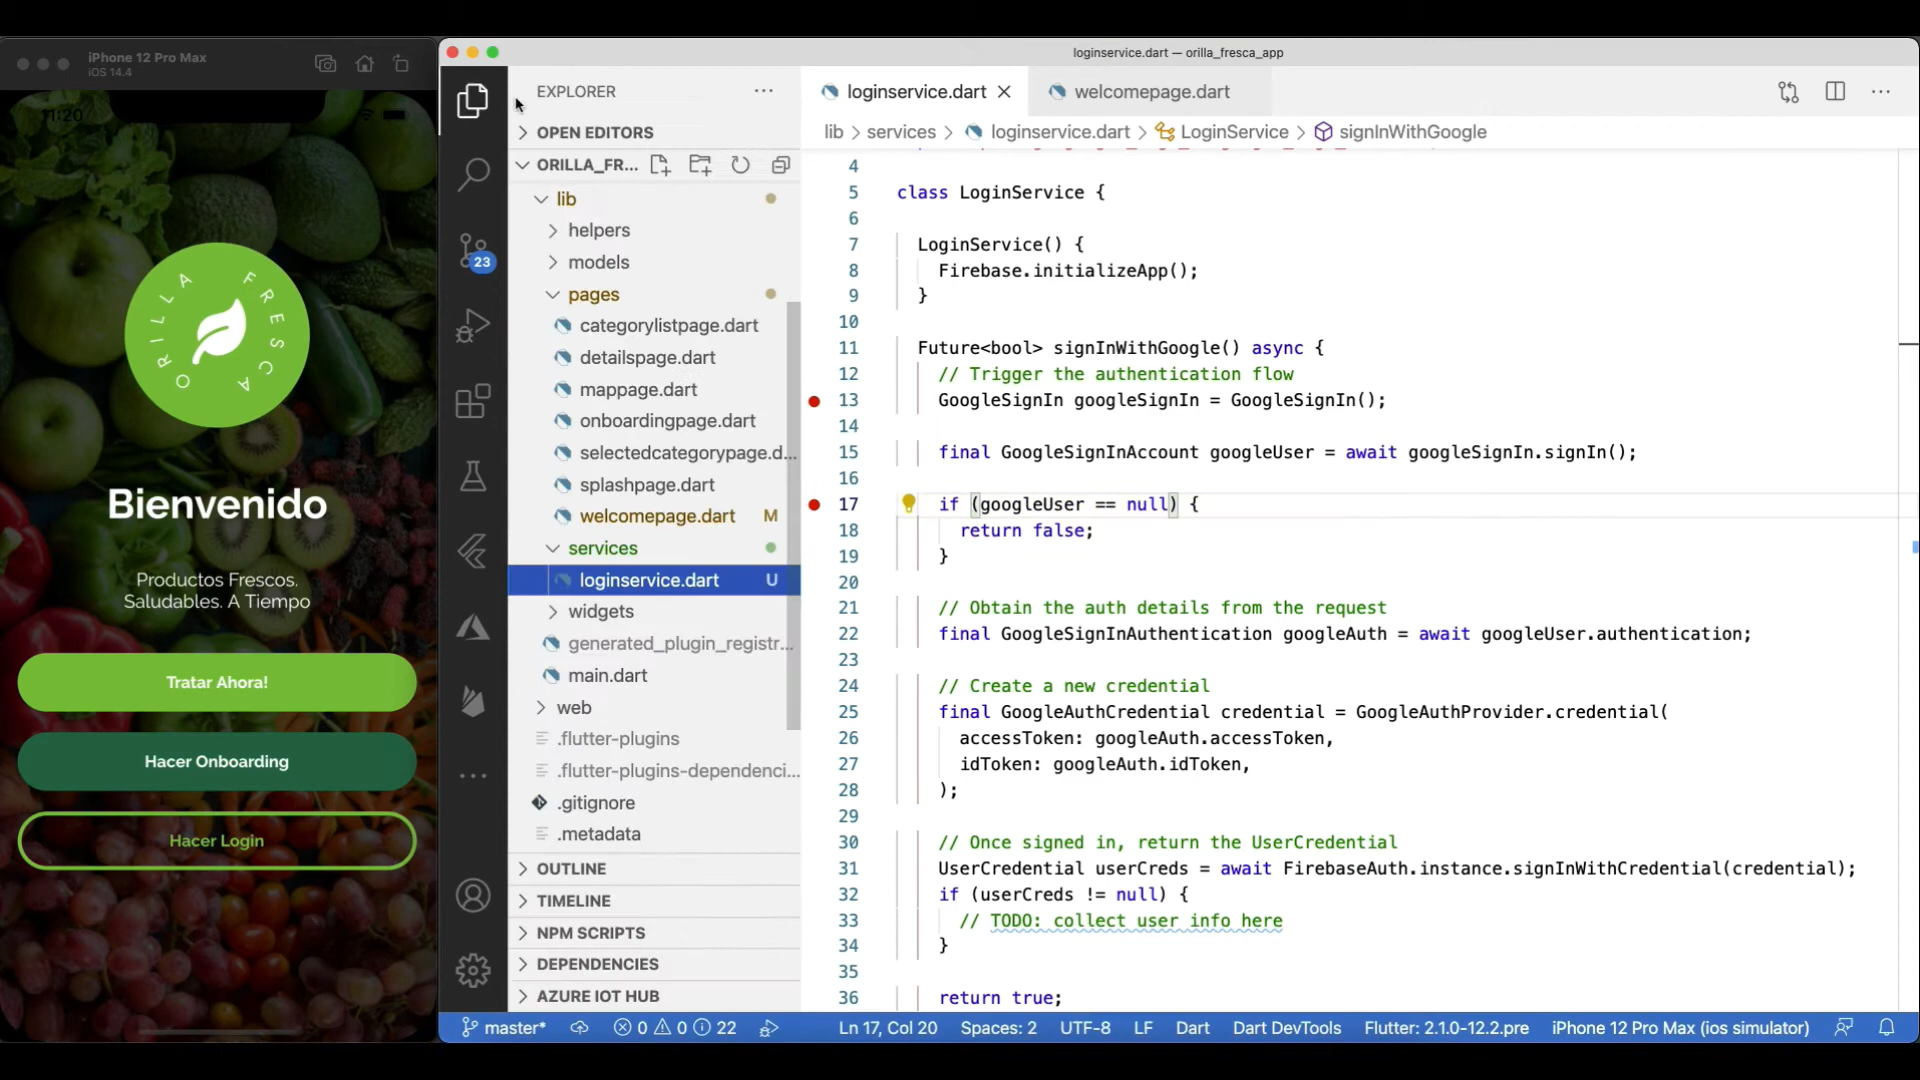 iPhone 12 Pro Max
iOS 14.4
11:20
ORILLA FRESCA
Bienvenido
Productos Frescos.
Saludables. A Tiempo
Tratar Ahora!
Hacer Onboarding
Hacer Login
loginservice.dart — orilla_fresca_app
23
EXPLORER
OPEN EDITORS
ORILLA_FR...
lib
helpers
models
pages
categorylistpage.dart
detailspage.dart
mappage.dart
onboardingpage.dart
selectedcategorypage.d...
splashpage.dart
welcomepage.dart M
services
loginservice.dart U
widgets
generated_plugin_registr...
main.dart
web
.flutter-plugins
.flutter-plugins-dependenci...
.gitignore
.metadata
OUTLINE
TIMELINE
NPM SCRIPTS
DEPENDENCIES
AZURE IOT HUB
loginservice.dart welcomepage.dart
lib > services > loginservice.dart > LoginService > signInWithGoogle
4
5 class LoginService {
6
7 LoginService() {
8 Firebase.initializeApp();
9 }
10
11 Future<bool> signInWithGoogle() async {
12 // Trigger the authentication flow
13 GoogleSignIn googleSignIn = GoogleSignIn();
14
15 final GoogleSignInAccount googleUser = await googleSignIn.signIn();
16
17 if (googleUser == null) {
18 return false;
19 }
20
21 // Obtain the auth details from the request
22 final GoogleSignInAuthentication googleAuth = await googleUser.authentication;
23
24 // Create a new credential
25 final GoogleAuthCredential credential = GoogleAuthProvider.credential(
26 accessToken: googleAuth.accessToken,
27 idToken: googleAuth.idToken,
28 );
29
30 // Once signed in, return the UserCredential
31 UserCredential userCreds = await FirebaseAuth.instance.signInWithCredential(credential);
32 if (userCreds != null) {
33 // TODO: collect user info here
34 }
35
36 return true;
master* 0 0 22 Ln 17, Col 20 Spaces: 2 UTF-8 LF Dart Dart DevTools Flutter: 2.1.0-12.2.pre iPhone 12 Pro Max (ios simulator)